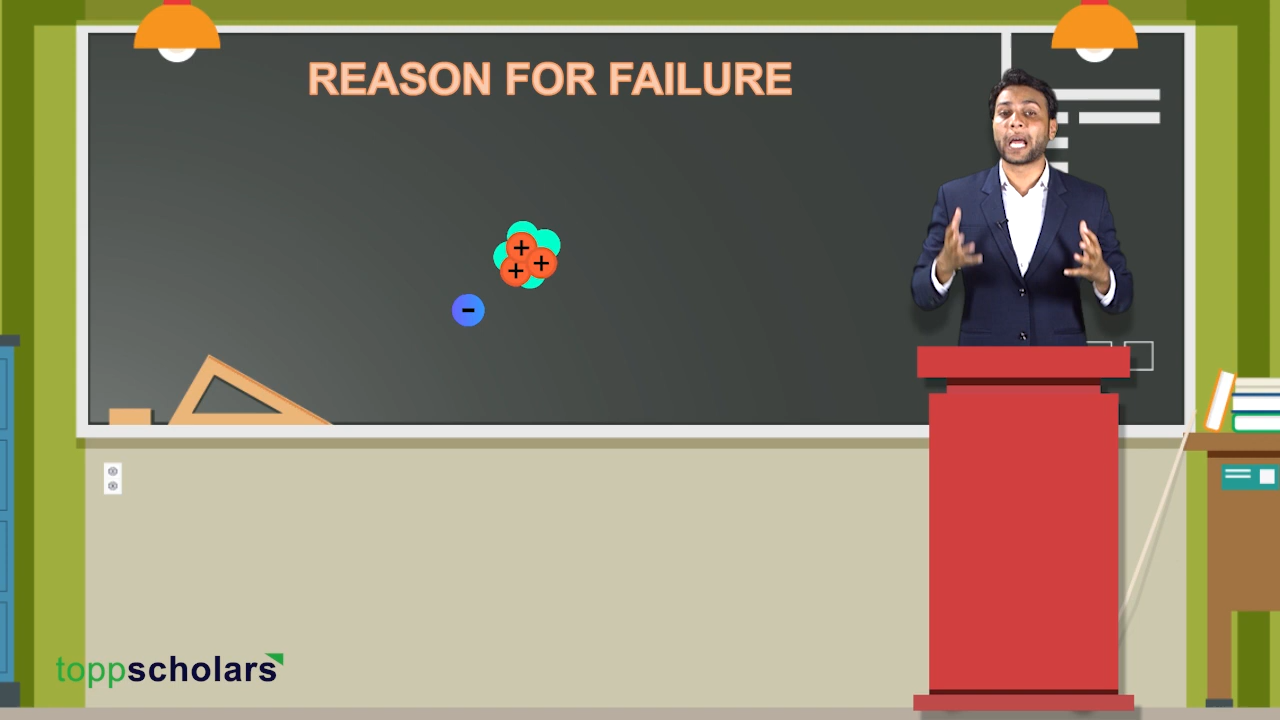 REASON FOR FAILURE
+
+
+
-
toppscholars